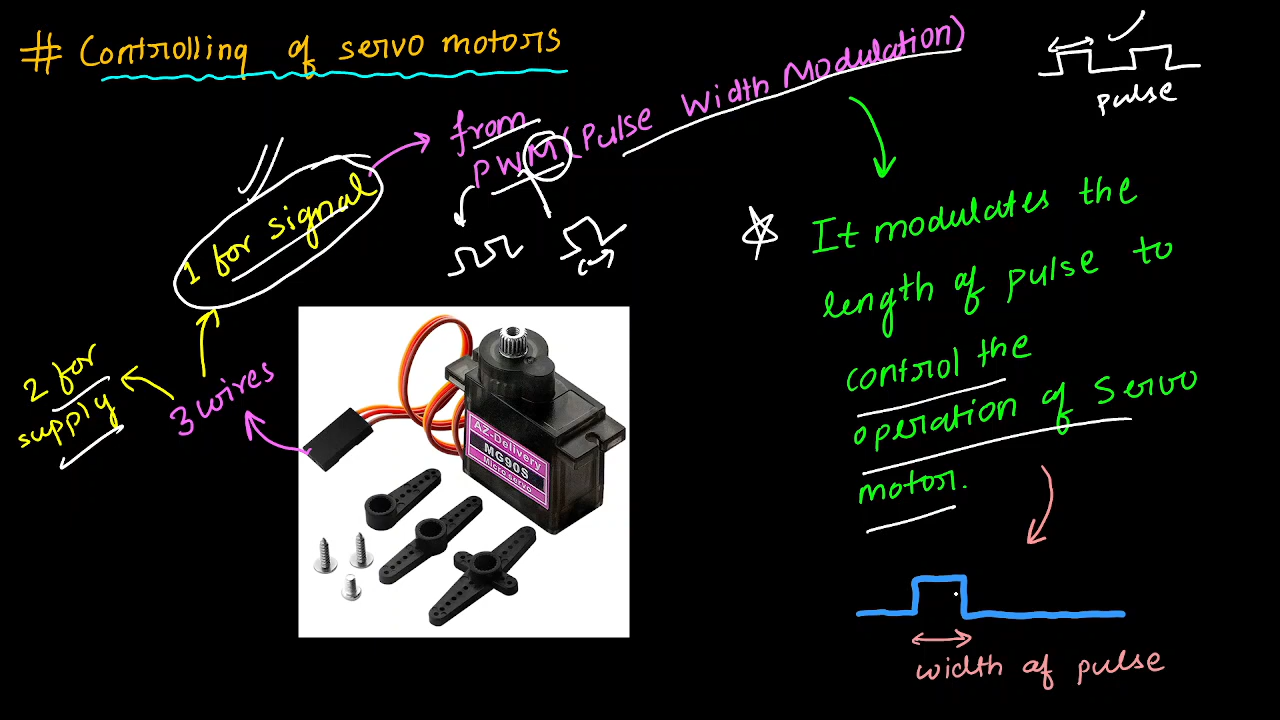 # Controlling of servo motors
from
PWM (Pulse Width Modulation)
pulse
1 for signal
2 for
supply
3 wires
AZ-Delivery
MG90S
Micro servo
It modulates the
length of pulse to
control the
operation of Servo
motor.
width of pulse